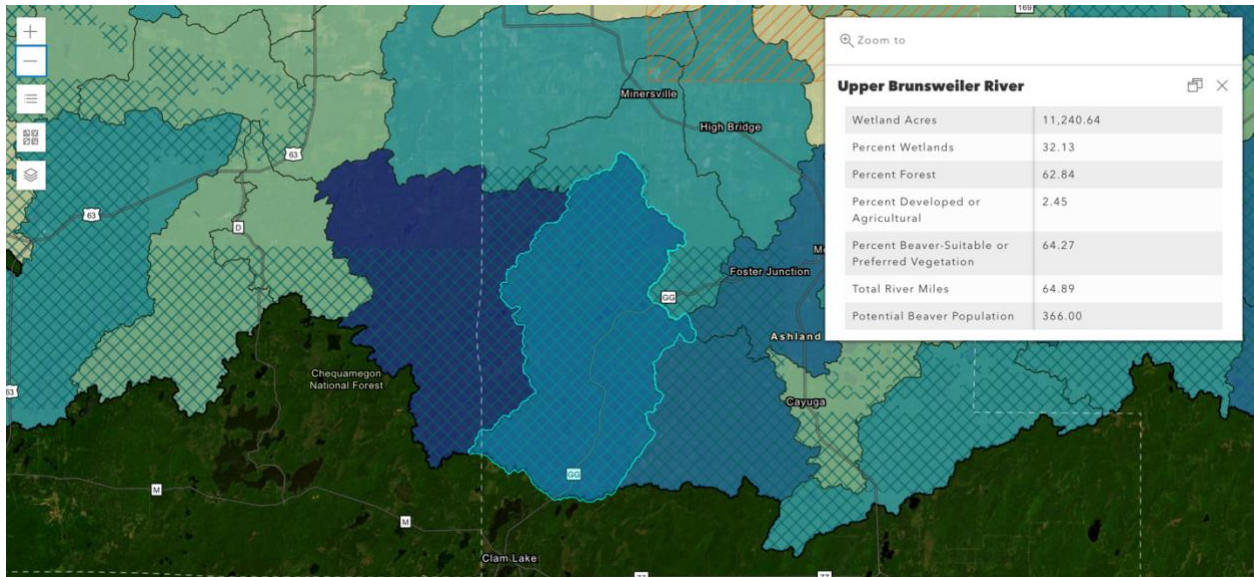 169
Zoom to
Upper Brunsweiler River
Wetland Acres 11,240.64
Percent Wetlands 32.13
Percent Forest 62.84
Percent Developed or
Agricultural 2.45
Percent Beaver-Suitable or
Preferred Vegetation 64.27
Total River Miles 64.89
Potential Beaver Population 366.00
Minersville
High Bridge
63
63
D
Foster Junction
GG
Ashland
Chequamegon
National Forest
63
Cayuga
GG
M
M
Clam Lake
77
77